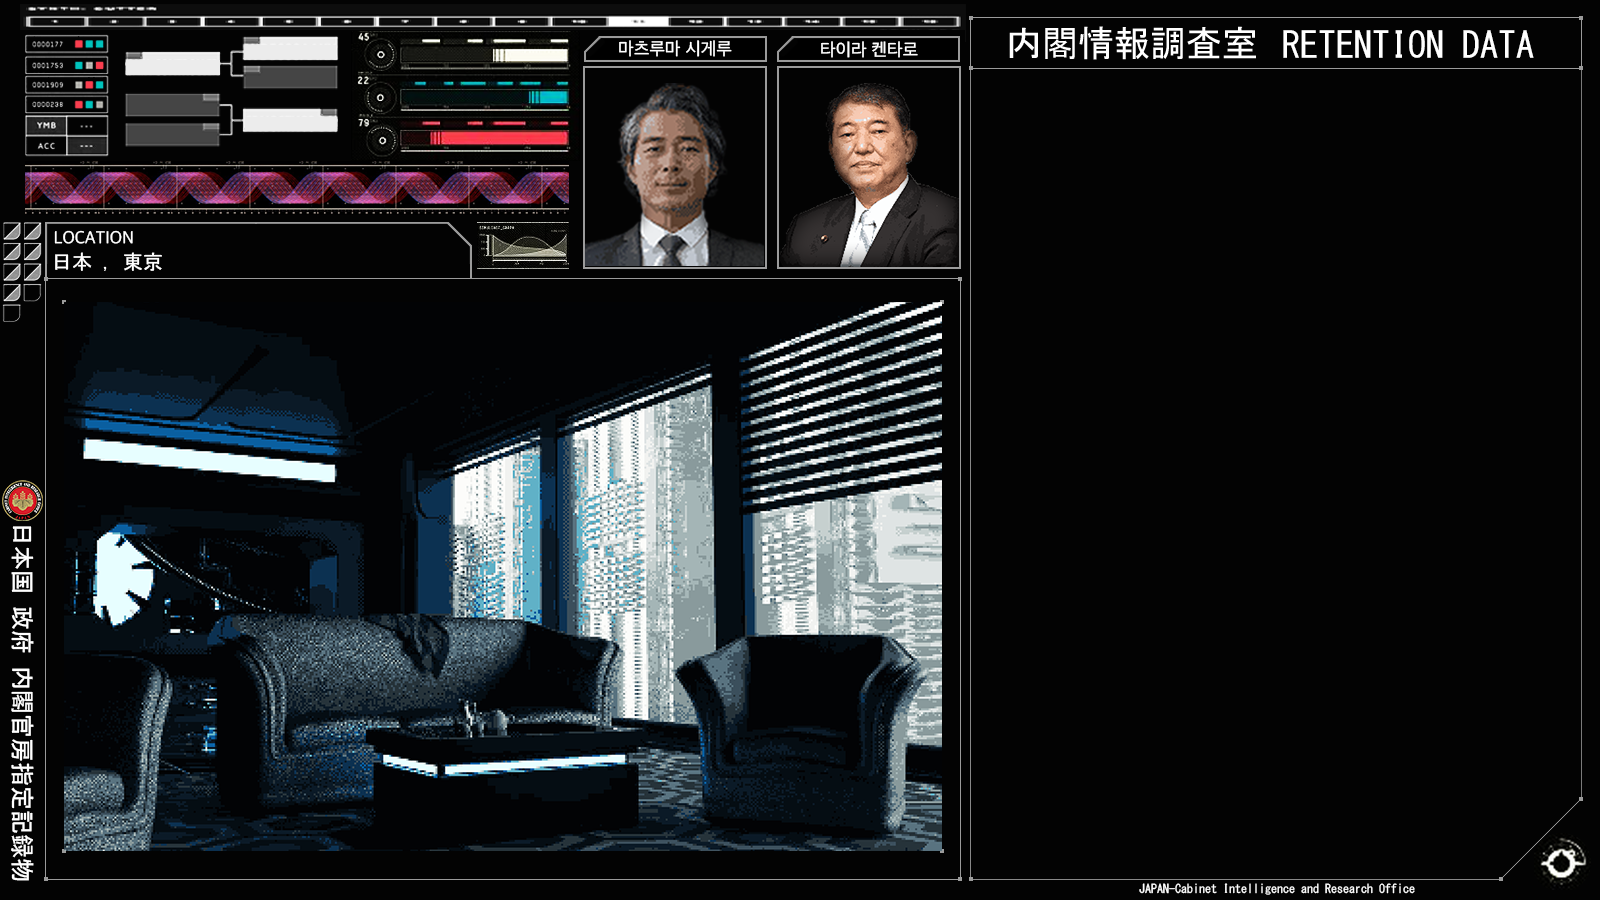 0000177
0001753
0001909
0000238
YMB ---
ACC ---
45
22
79
마츠루마 시게루
타이라 켄타로
LOCATION
日本 , 東京
内閣情報調査室 RETENTION DATA
日本国 政府 内閣官房指定記録物
JAPAN-Cabinet Intelligence and Research Office